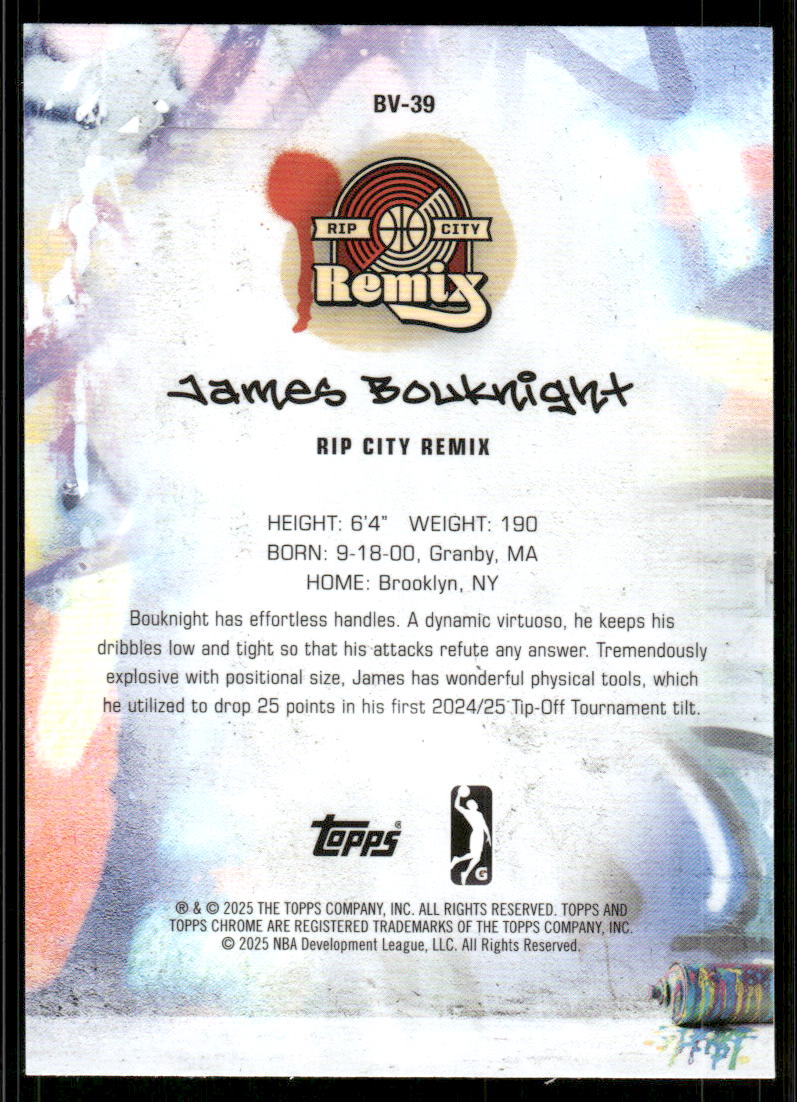 BV-39
RIP CITY
Remix
James Bouknight
RIP CITY REMIX
HEIGHT: 6'4" WEIGHT: 190
BORN: 9-18-00, Granby, MA
HOME: Brooklyn, NY
Bouknight has effortless handles. A dynamic virtuoso, he keeps his
dribbles low and tight so that his attacks refute any answer. Tremendously
explosive with positional size, James has wonderful physical tools, which
he utilized to drop 25 points in his first 2024/25 Tip-Off Tournament tilt.
topps®
G
® & © 2025 THE TOPPS COMPANY, INC. ALL RIGHTS RESERVED. TOPPS AND
TOPPS CHROME ARE REGISTERED TRADEMARKS OF THE TOPPS COMPANY, INC.
© 2025 NBA Development League, LLC. All Rights Reserved.